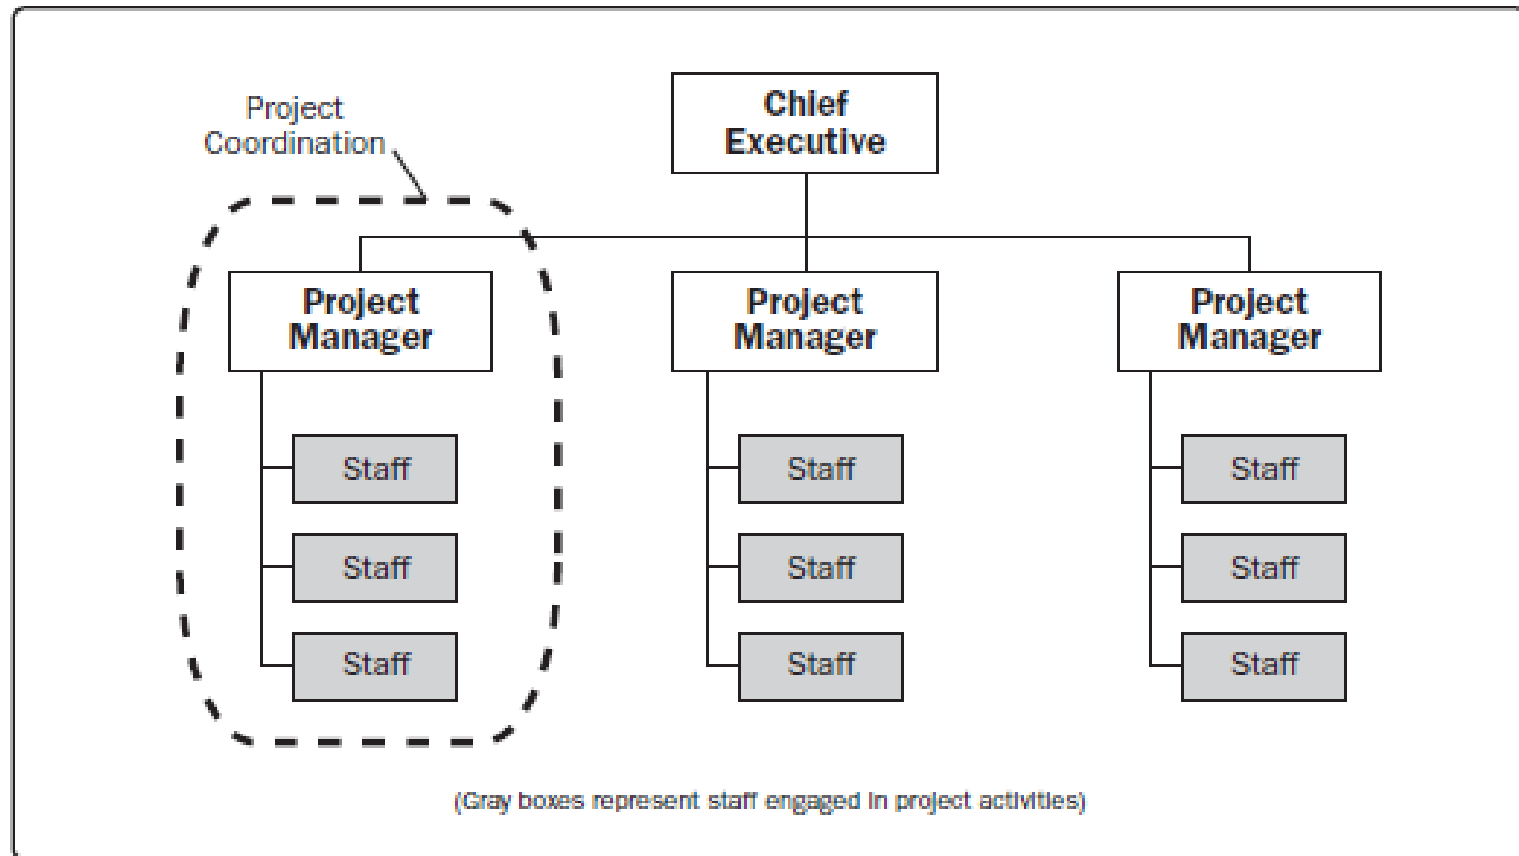 Project
Coordination
Chief
Executive
Project
Manager
Project
Manager
Project
Manager
Staff
Staff
Staff
Staff
Staff
Staff
Staff
Staff
Staff
(Gray boxes represent staff engaged in project activities)